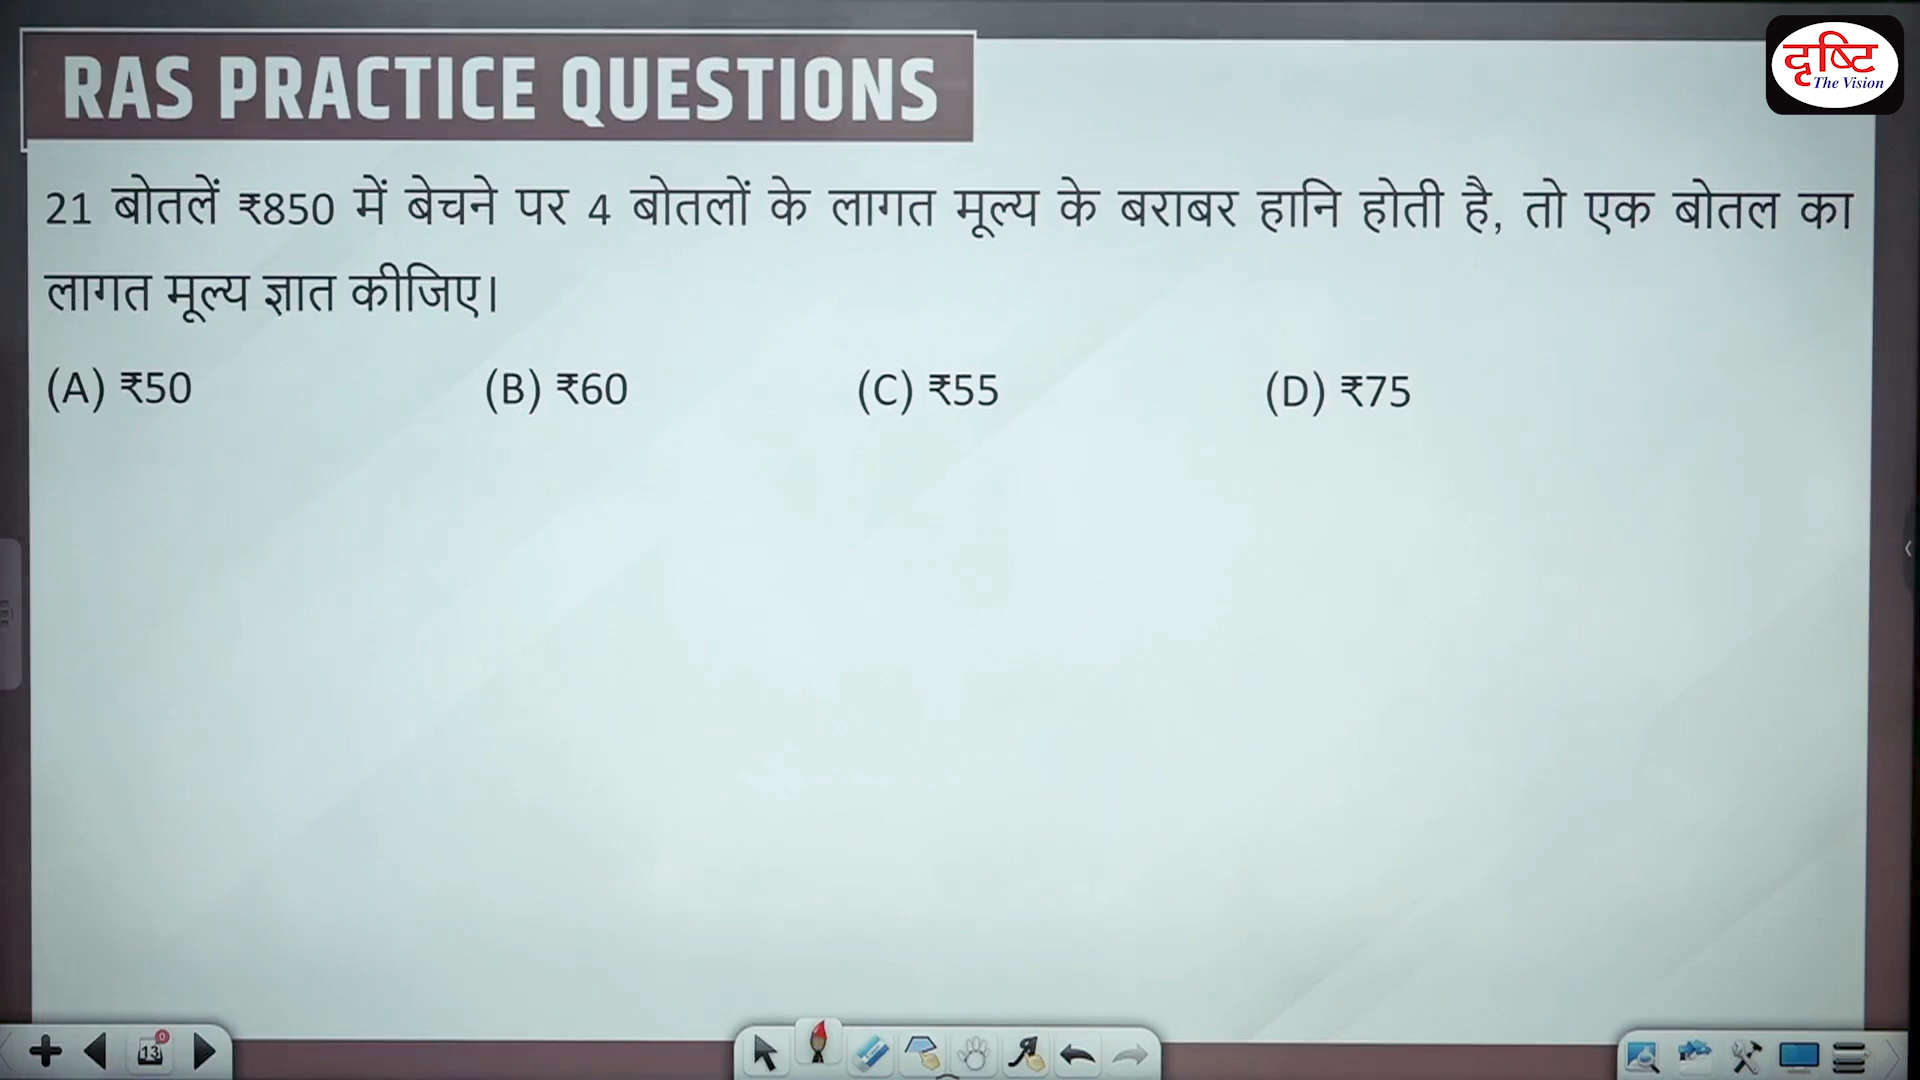 RAS PRACTICE QUESTIONS
दृष्टि
The Vision
21 बोतलें ₹850 में बेचने पर 4 बोतलों के लागत मूल्य के बराबर हानि होती है, तो एक बोतल का
लागत मूल्य ज्ञात कीजिए।
(A) ₹50 (B) ₹60 (C) ₹55 (D) ₹75
13
0